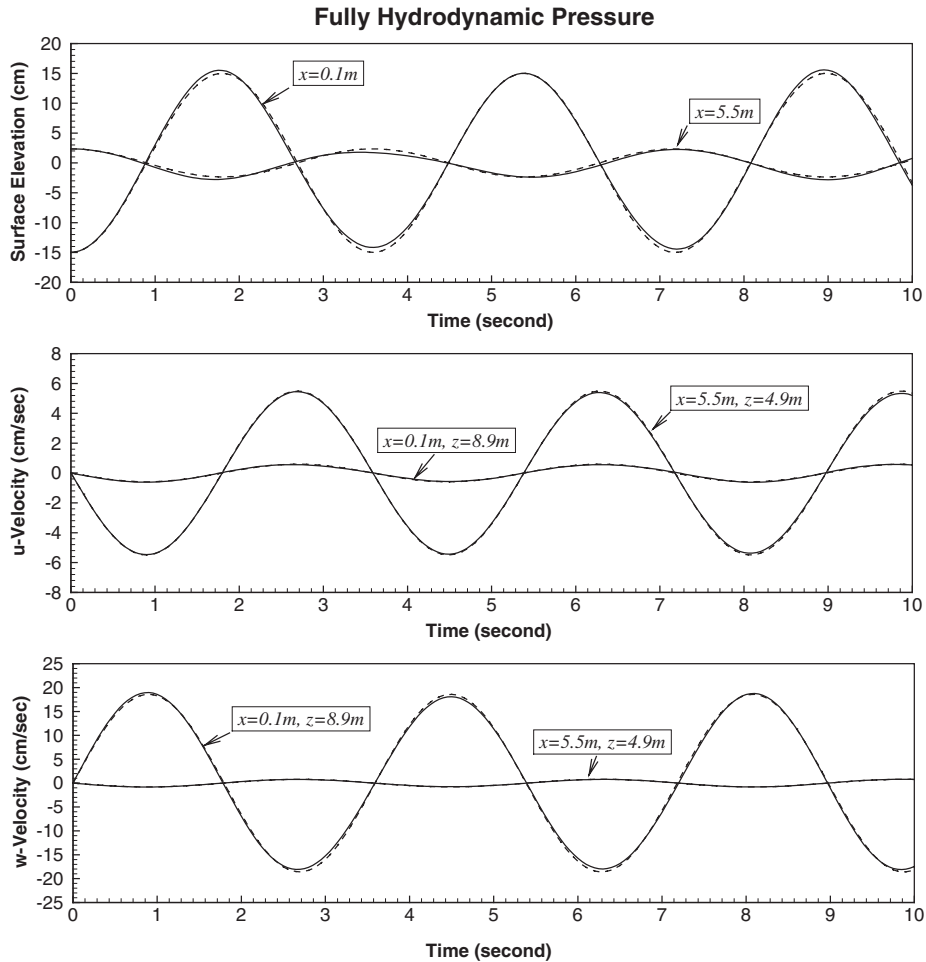 Fully Hydrodynamic Pressure
20
15
10
5
0
-5
-10
-15
-20
Surface Elevation (cm)
x=0.1m
x=5.5m
0 1 2 3 4 5 6 7 8 9 10
Time (second)
8
6
4
2
0
-2
-4
-6
-8
u-Velocity (cm/sec)
x=0.1m, z=8.9m
x=5.5m, z=4.9m
0 1 2 3 4 5 6 7 8 9 10
Time (second)
25
20
15
10
5
0
-5
-10
-15
-20
-25
w-Velocity (cm/sec)
x=0.1m, z=8.9m
x=5.5m, z=4.9m
0 1 2 3 4 5 6 7 8 9 10
Time (second)